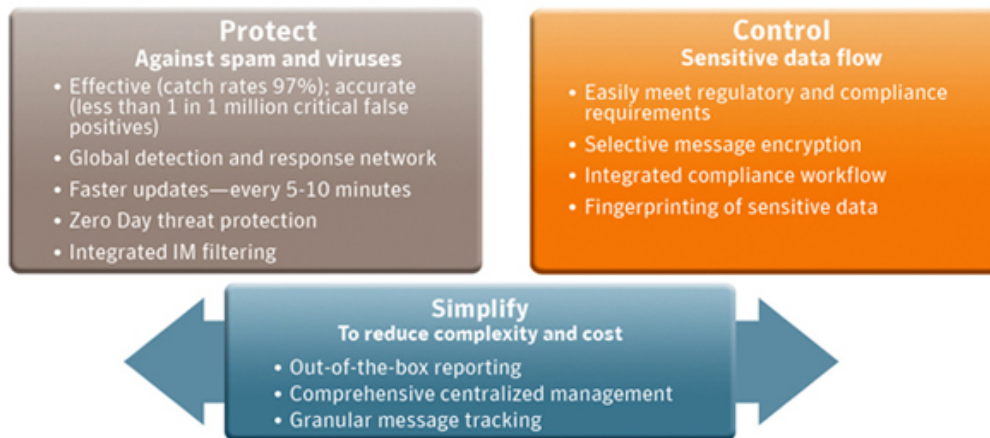 Protect
Against spam and viruses
• Effective (catch rates 97%); accurate
(less than 1 in 1 million critical false
positives)
• Global detection and response network
• Faster updates—every 5-10 minutes
• Zero Day threat protection
• Integrated IM filtering
Control
Sensitive data flow
• Easily meet regulatory and compliance
requirements
• Selective message encryption
• Integrated compliance workflow
• Fingerprinting of sensitive data
Simplify
To reduce complexity and cost
• Out-of-the-box reporting
• Comprehensive centralized management
• Granular message tracking